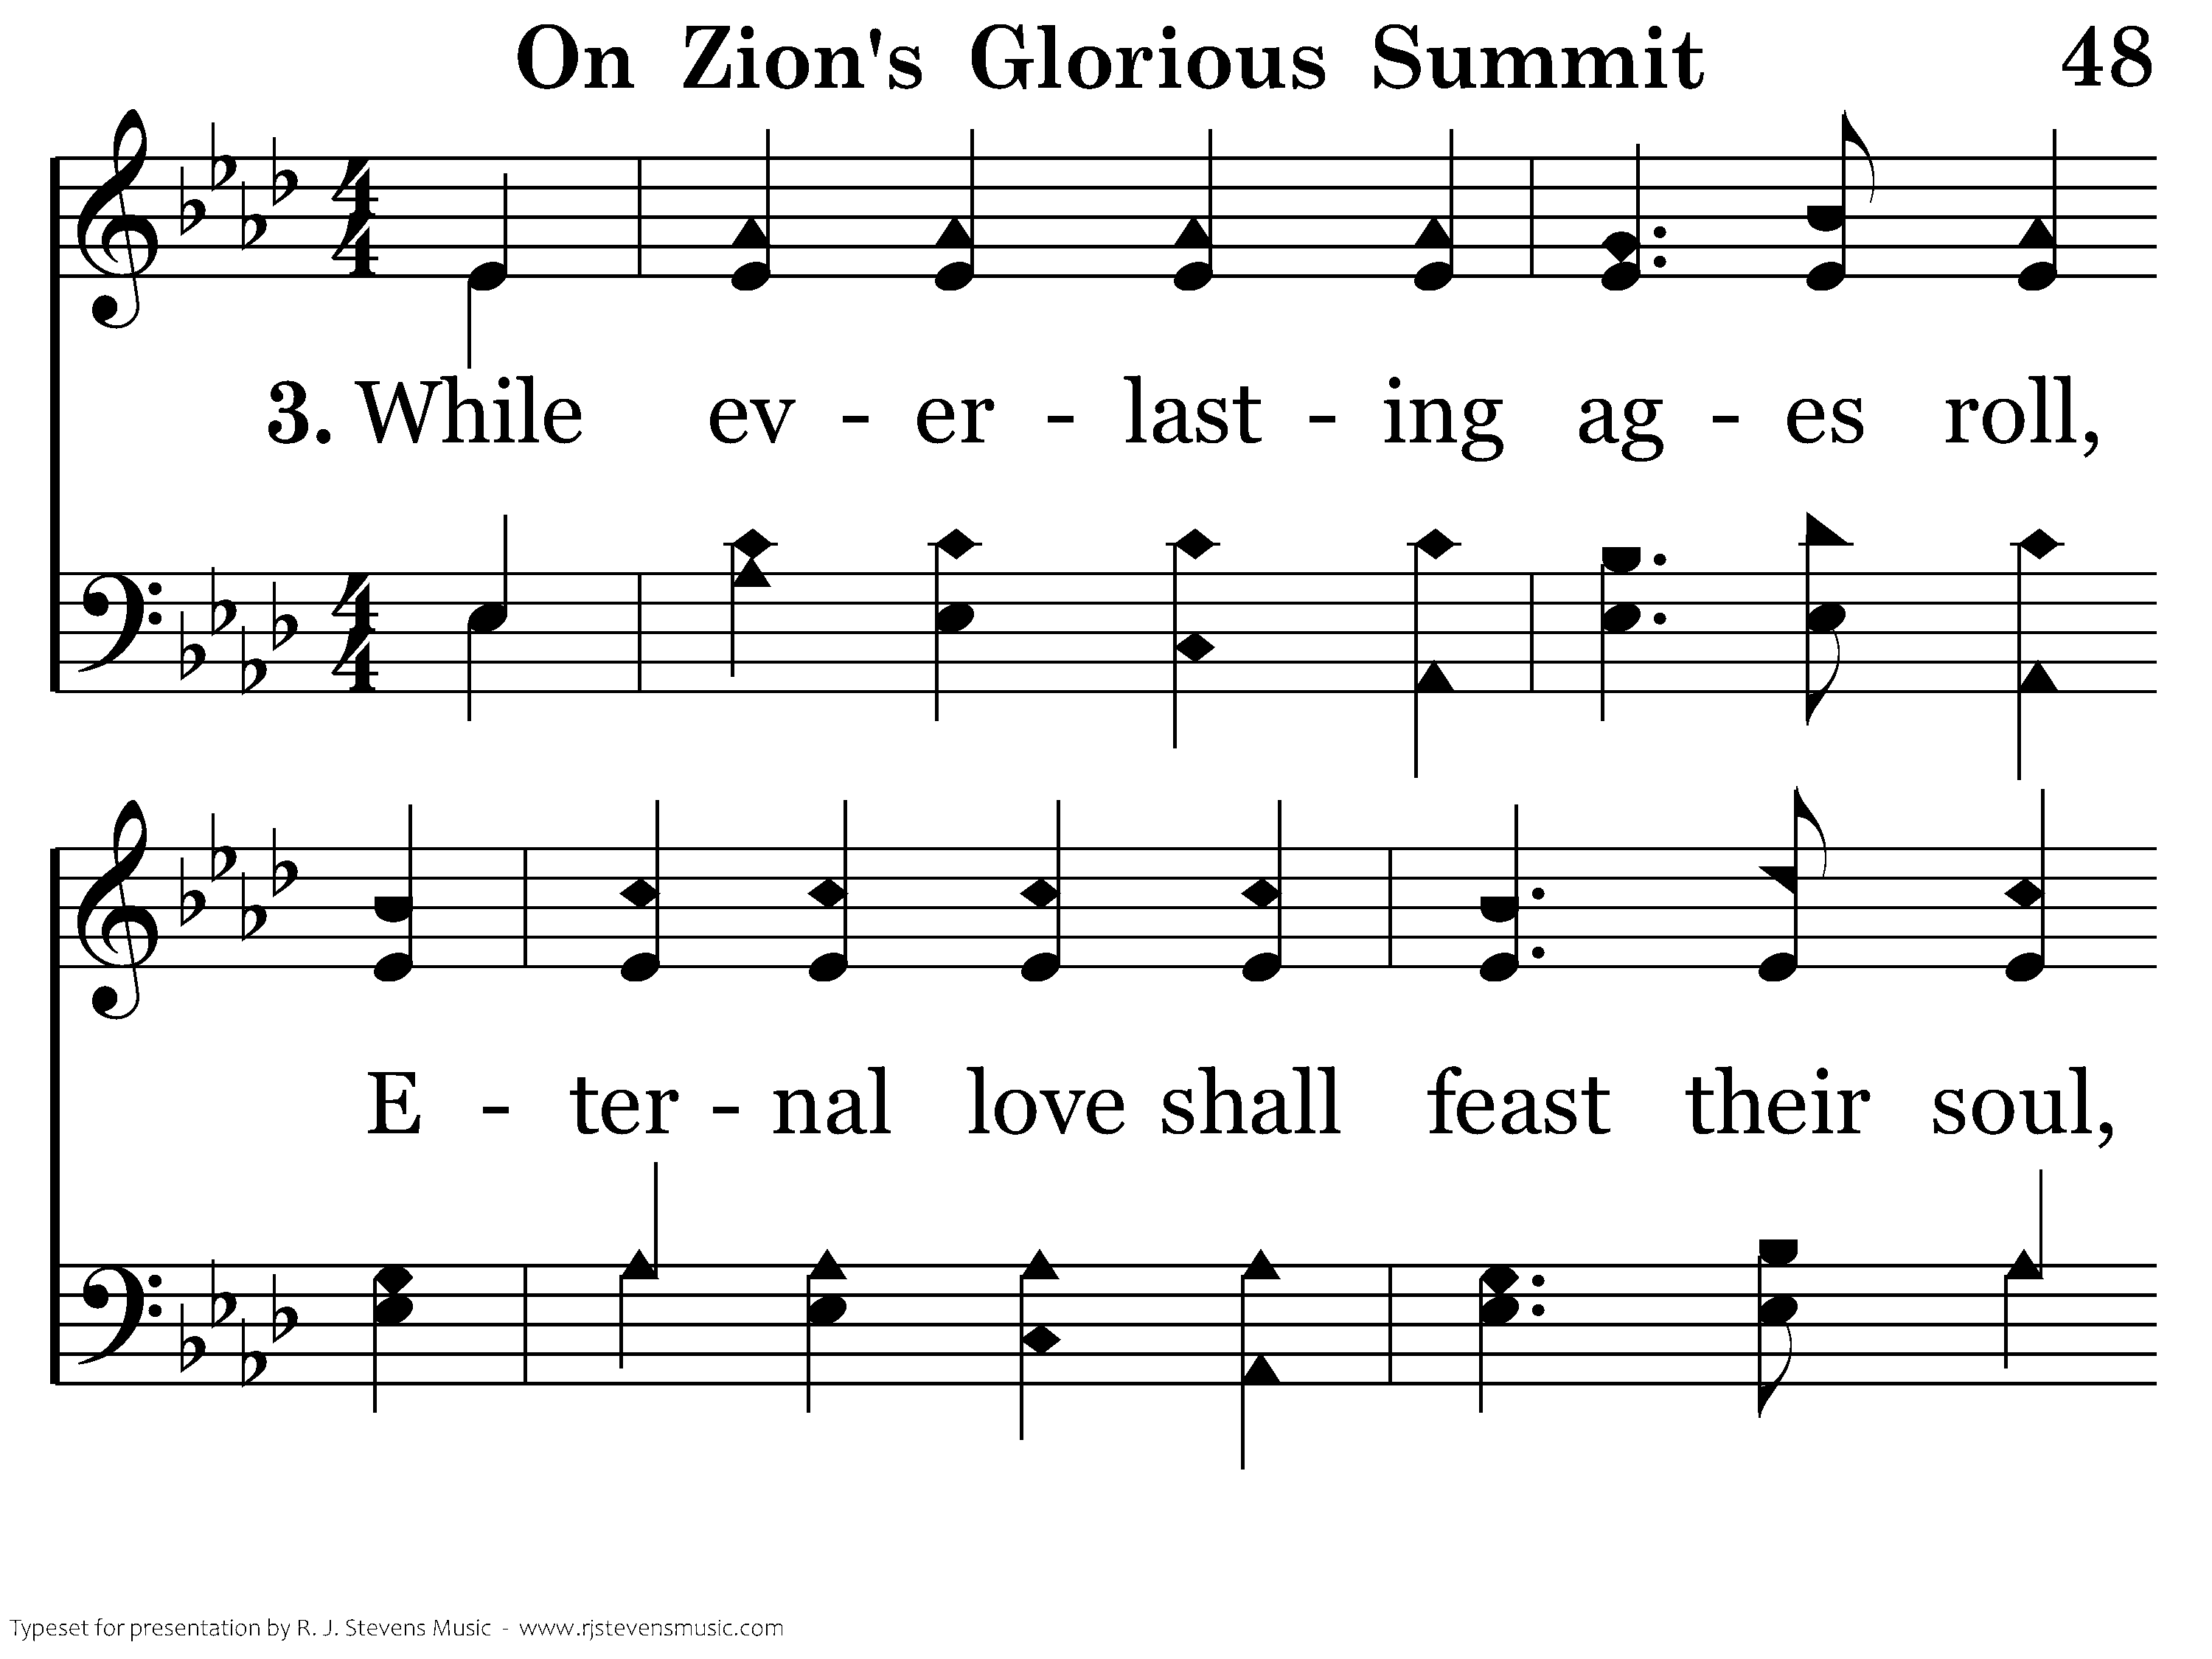 On Zion's Glorious Summit 48
3. While ev - er - last - ing ag - es roll,
E - ter - nal love shall feast their soul,
Typeset for presentation by R. J. Stevens Music - www.rjstevensmusic.com